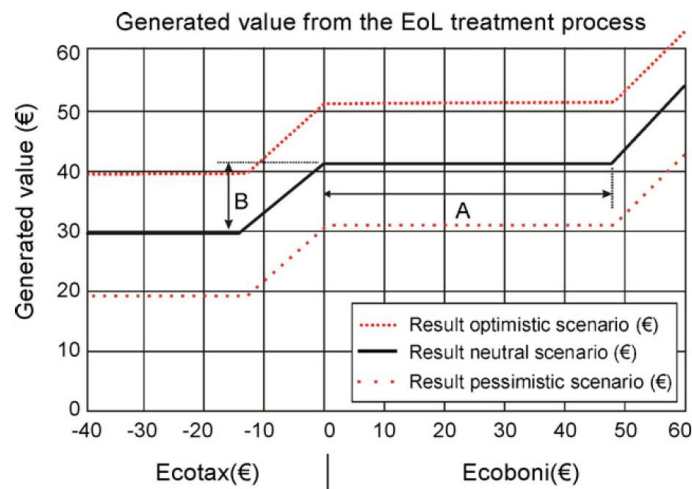 Generated value from the EoL treatment process
Generated value (€)
60
50
40
30
20
10
0
B
A
Result optimistic scenario (€)
Result neutral scenario (€)
Result pessimistic scenario (€)
-40 -30 -20 -10 0 10 20 30 40 50 60
Ecotax(€) Ecoboni(€)